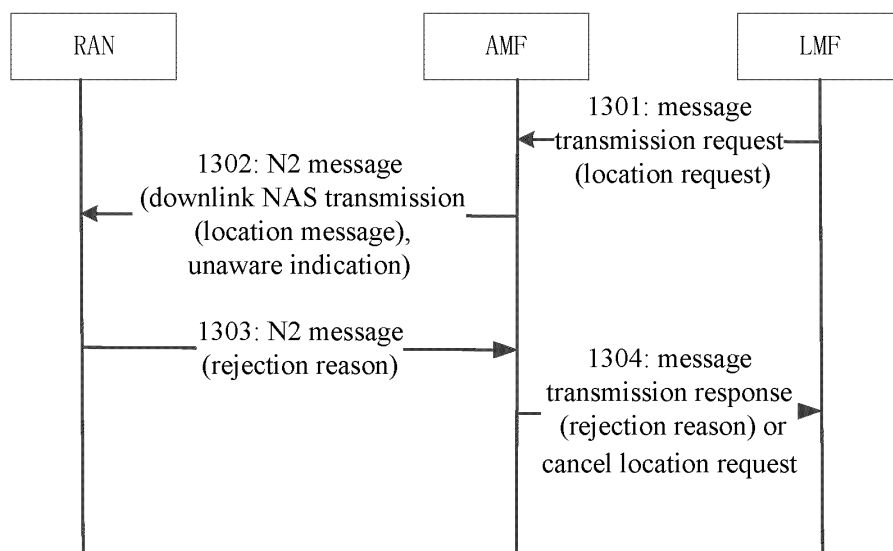 RAN
AMF
LMF
1301: message
transmission request
(location request)
1302: N2 message
(downlink NAS transmission
(location message),
unaware indication)
1303: N2 message
(rejection reason)
1304: message
transmission response
(rejection reason) or
cancel location request